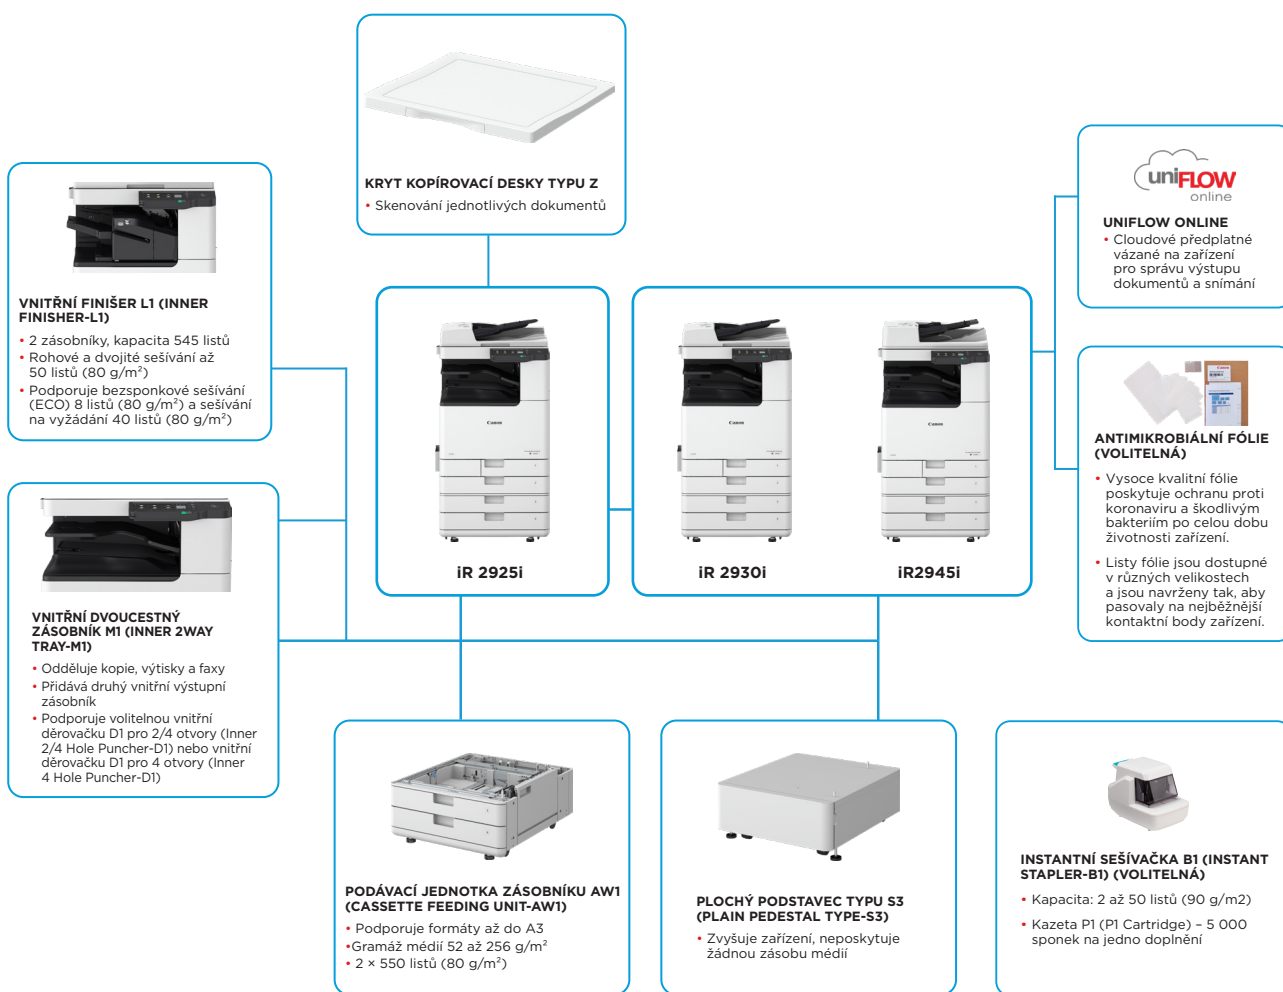 KRYT KOPÍROVACÍ DESKY TYPU Z
• Skenování jednotlivých dokumentů
VNITŘNÍ FINIŠER L1 (INNER
FINISHER-L1)
• 2 zásobníky, kapacita 545 listů
• Rohové a dvojité sešívání až
50 listů (80 g/m²)
• Podporuje bezsponkové sešívání
(ECO) 8 listů (80 g/m²) a sešívání
na vyžádání 40 listů (80 g/m²)
VNITŘNÍ DVOUCESTNÝ
ZÁSOBNÍK M1 (INNER 2WAY
TRAY-M1)
• Odděluje kopie, výtisky a faxy
• Přidává druhý vnitřní výstupní
zásobník
• Podporuje volitelnou vnitřní
děrovačku D1 pro 2/4 otvory (Inner
2/4 Hole Puncher-D1) nebo vnitřní
děrovačku D1 pro 4 otvory (Inner
4 Hole Puncher-D1)
Canon
iR 2925i
Canon
iR 2930i
Canon
iR2945i
uniFLOW
online
UNIFLOW ONLINE
• Cloudové předplatné
vázané na zařízení
pro správu výstupu
dokumentů a snímání
Canon
ANTIMIKROBIÁLNÍ FÓLIE
(VOLITELNÁ)
• Vysoce kvalitní fólie
poskytuje ochranu proti
koronaviru a škodlivým
bakteriím po celou dobu
životnosti zařízení.
• Listy fólie jsou dostupné
v různých velikostech
a jsou navrženy tak, aby
pasovaly na nejběžnější
kontaktní body zařízení.
PODÁVACÍ JEDNOTKA ZÁSOBNÍKU AW1
(CASSETTE FEEDING UNIT-AW1)
• Podporuje formáty až do A3
•Gramáž médií 52 až 256 g/m²
• 2 × 550 listů (80 g/m²)
PLOCHÝ PODSTAVEC TYPU S3
(PLAIN PEDESTAL TYPE-S3)
• Zvyšuje zařízení, neposkytuje
žádnou zásobu médií
INSTANTNÍ SEŠÍVAČKA B1 (INSTANT
STAPLER-B1) (VOLITELNÁ)
• Kapacita: 2 až 50 listů (90 g/m2)
• Kazeta P1 (P1 Cartridge) – 5 000
sponek na jedno doplnění